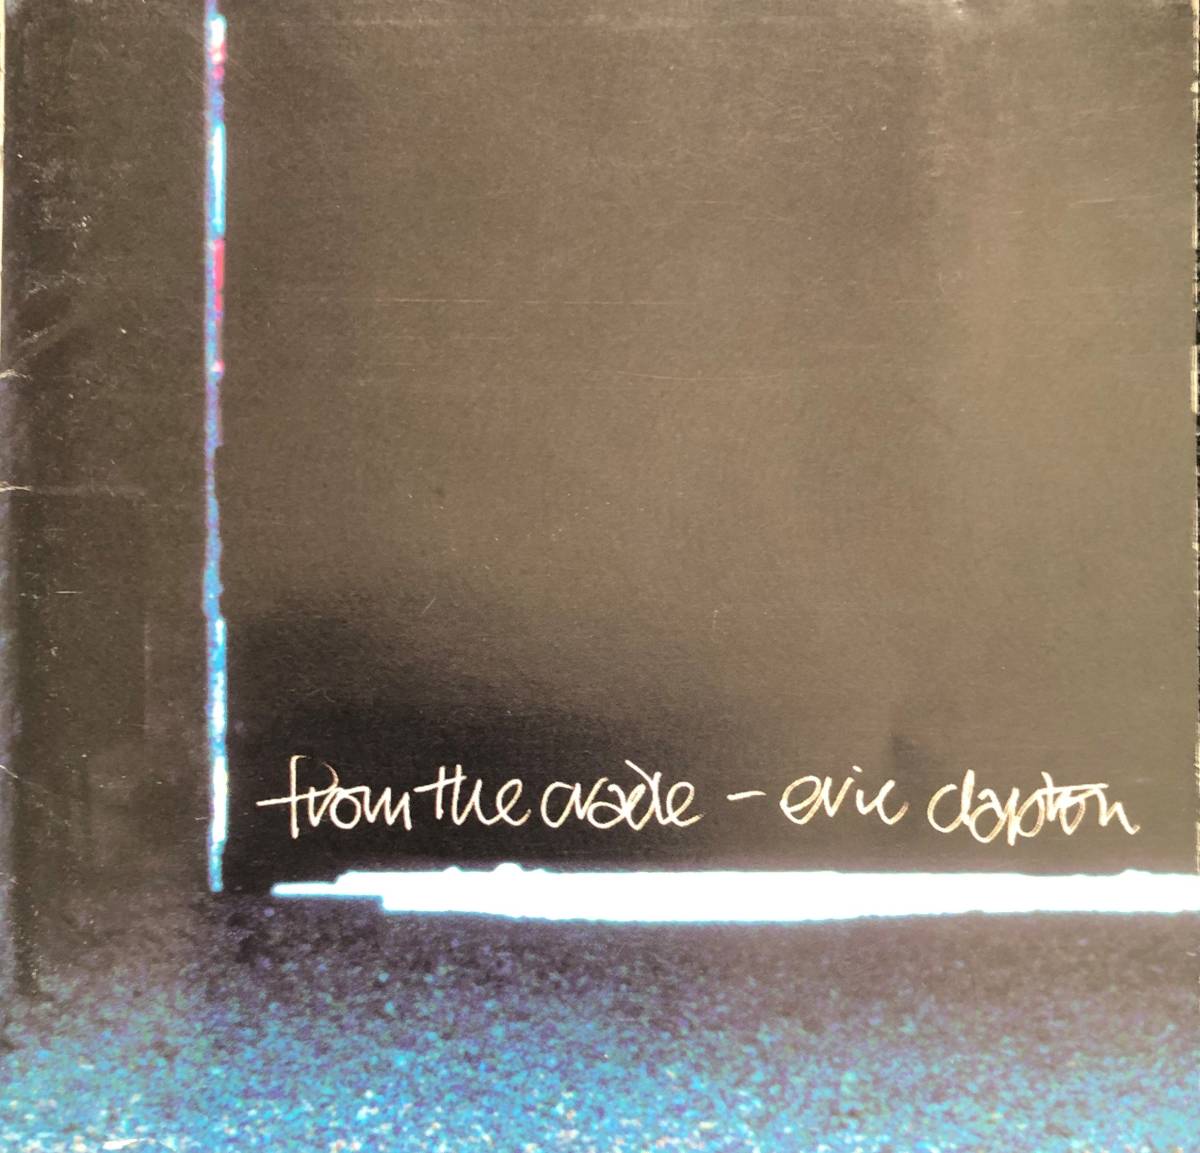 from the cradle - eric clapton